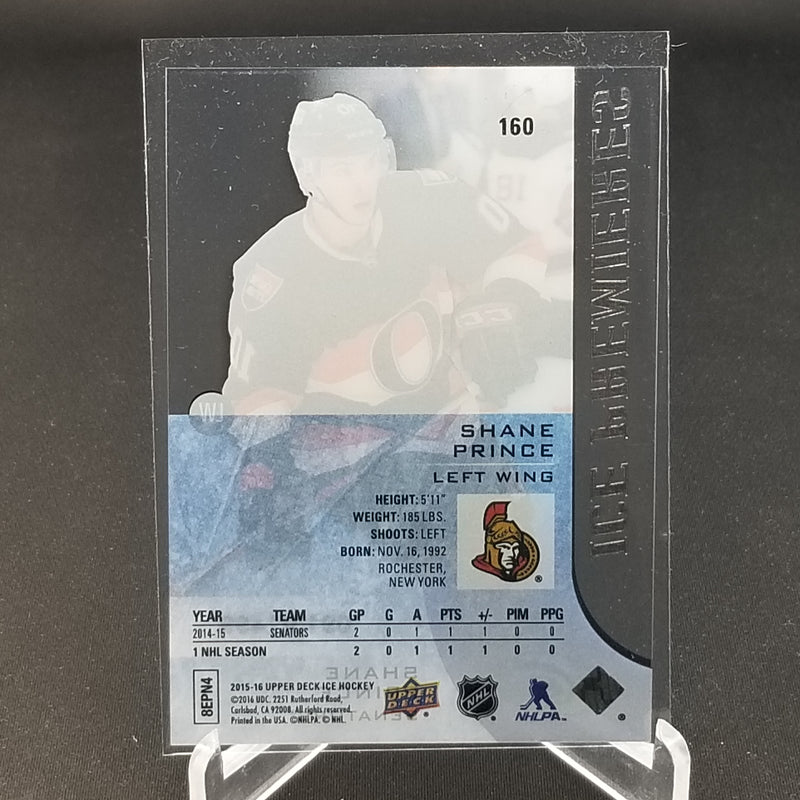 160
ICE PREMIERES
SHANE
PRINCE
LEFT WING
HEIGHT: 5'11"
WEIGHT: 185 LBS.
SHOOTS: LEFT
BORN: NOV. 16, 1992
ROCHESTER,
NEW YORK
YEAR TEAM GP G A PTS +/- PIM PPG
2014-15 SENATORS 2 0 1 1 1 0 0
1 NHL SEASON 2 0 1 1 1 0 0
8EPN4
2015-16 UPPER DECK ICE HOCKEY
©2016 UDC. 2251 Rutherford Road,
Carlsbad, CA 92008. All rights reserved.
Printed in the USA. ©NHLPA. © NHL.
UPPER
DECK
NHL
NHLPA
SHANE
PRINCE
SENATORS
LW